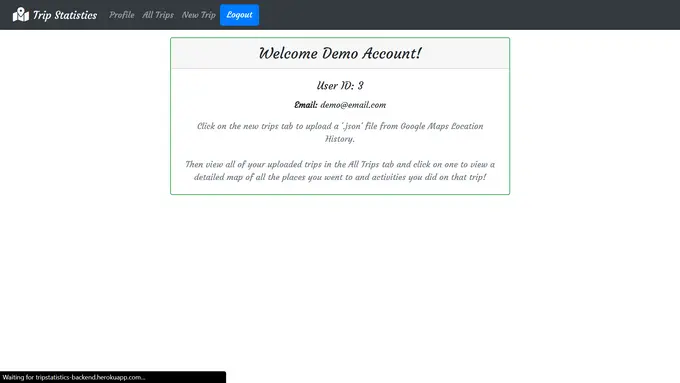 Trip Statistics Profile All Trips New Trip Logout
Welcome Demo Account!
User ID: 3
Email: demo@email.com
Click on the new trips tab to upload a '.json' file from Google Maps Location
History.
Then view all of your uploaded trips in the All Trips tab and click on one to view a
detailed map of all the places you went to and activities you did on that trip!
Waiting for tripstatistics-backend.herokuapp.com...